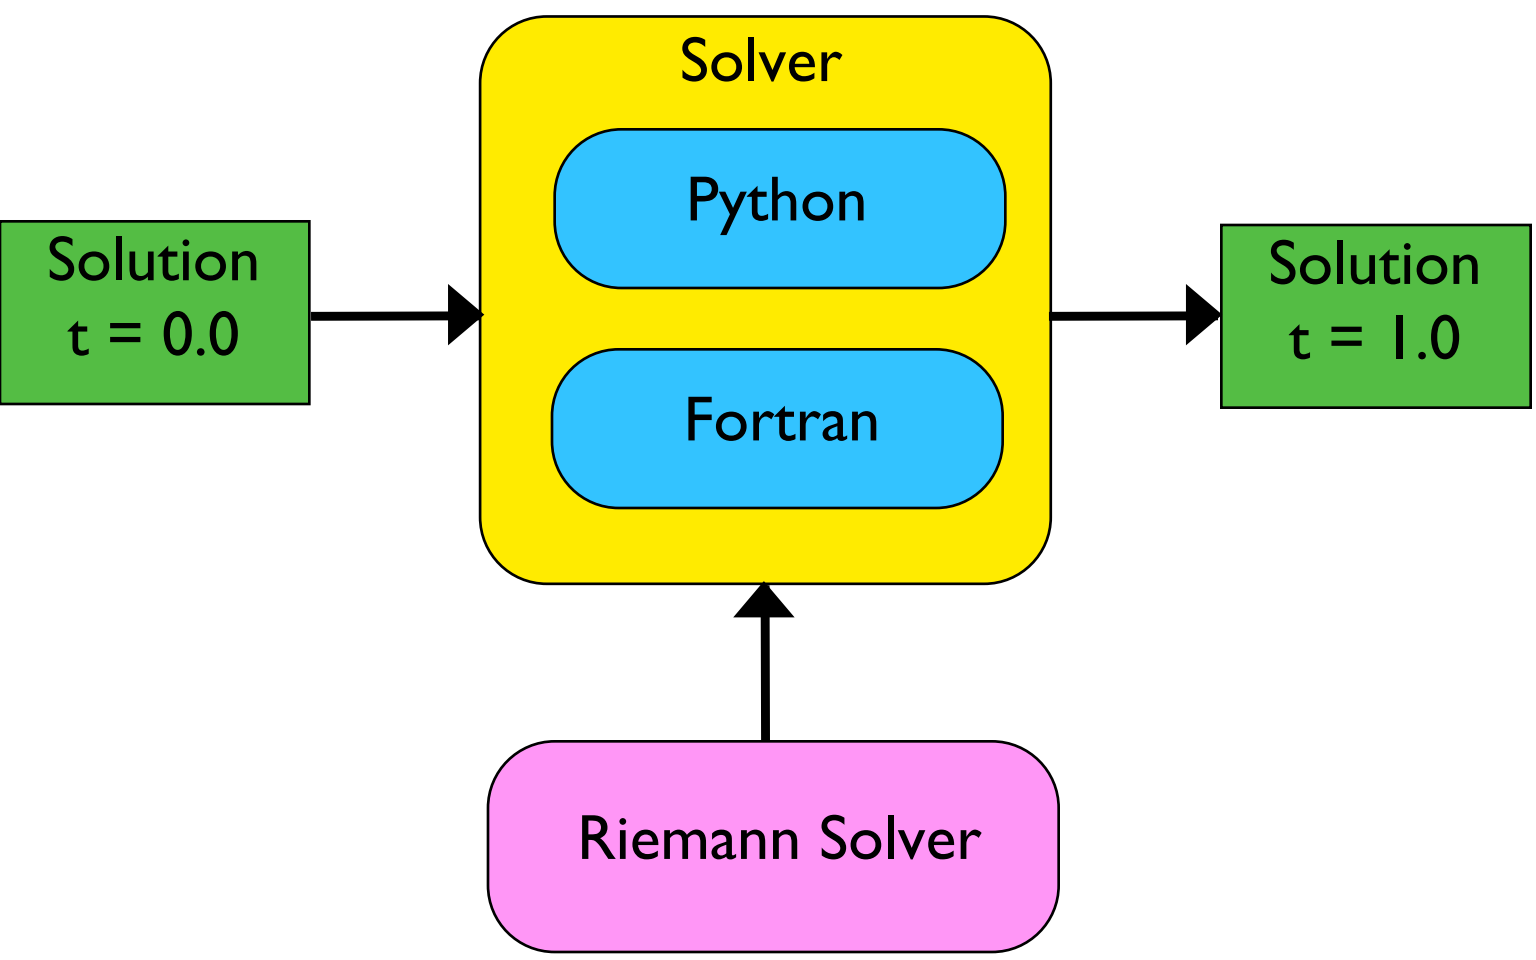 Solver
Python
Solution
t = 0.0
Fortran
Solution
t = 1.0
Riemann Solver